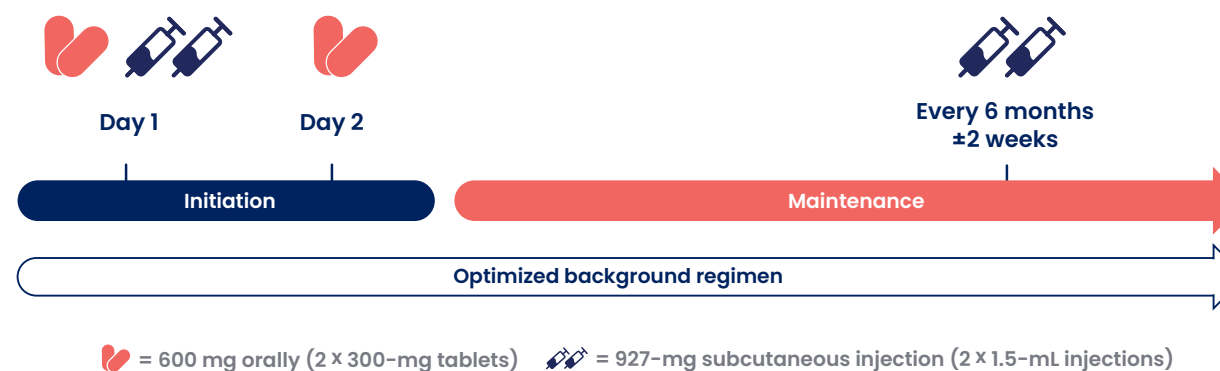 Day 1
Day 2
Every 6 months
±2 weeks
Initiation
Maintenance
Optimized background regimen
= 600 mg orally (2 x 300-mg tablets)
= 927-mg subcutaneous injection (2 x 1.5-mL injections)